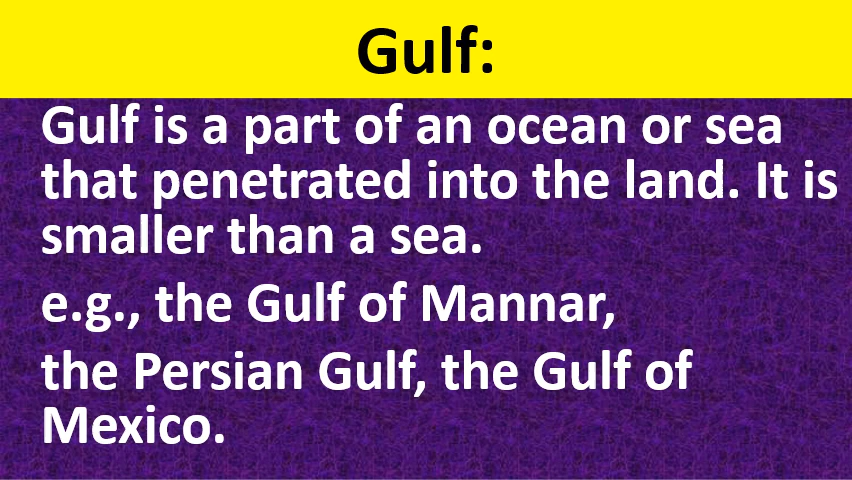 Gulf:
Gulf is a part of an ocean or sea
that penetrated into the land. It is
smaller than a sea.
e.g., the Gulf of Mannar,
the Persian Gulf, the Gulf of
Mexico.